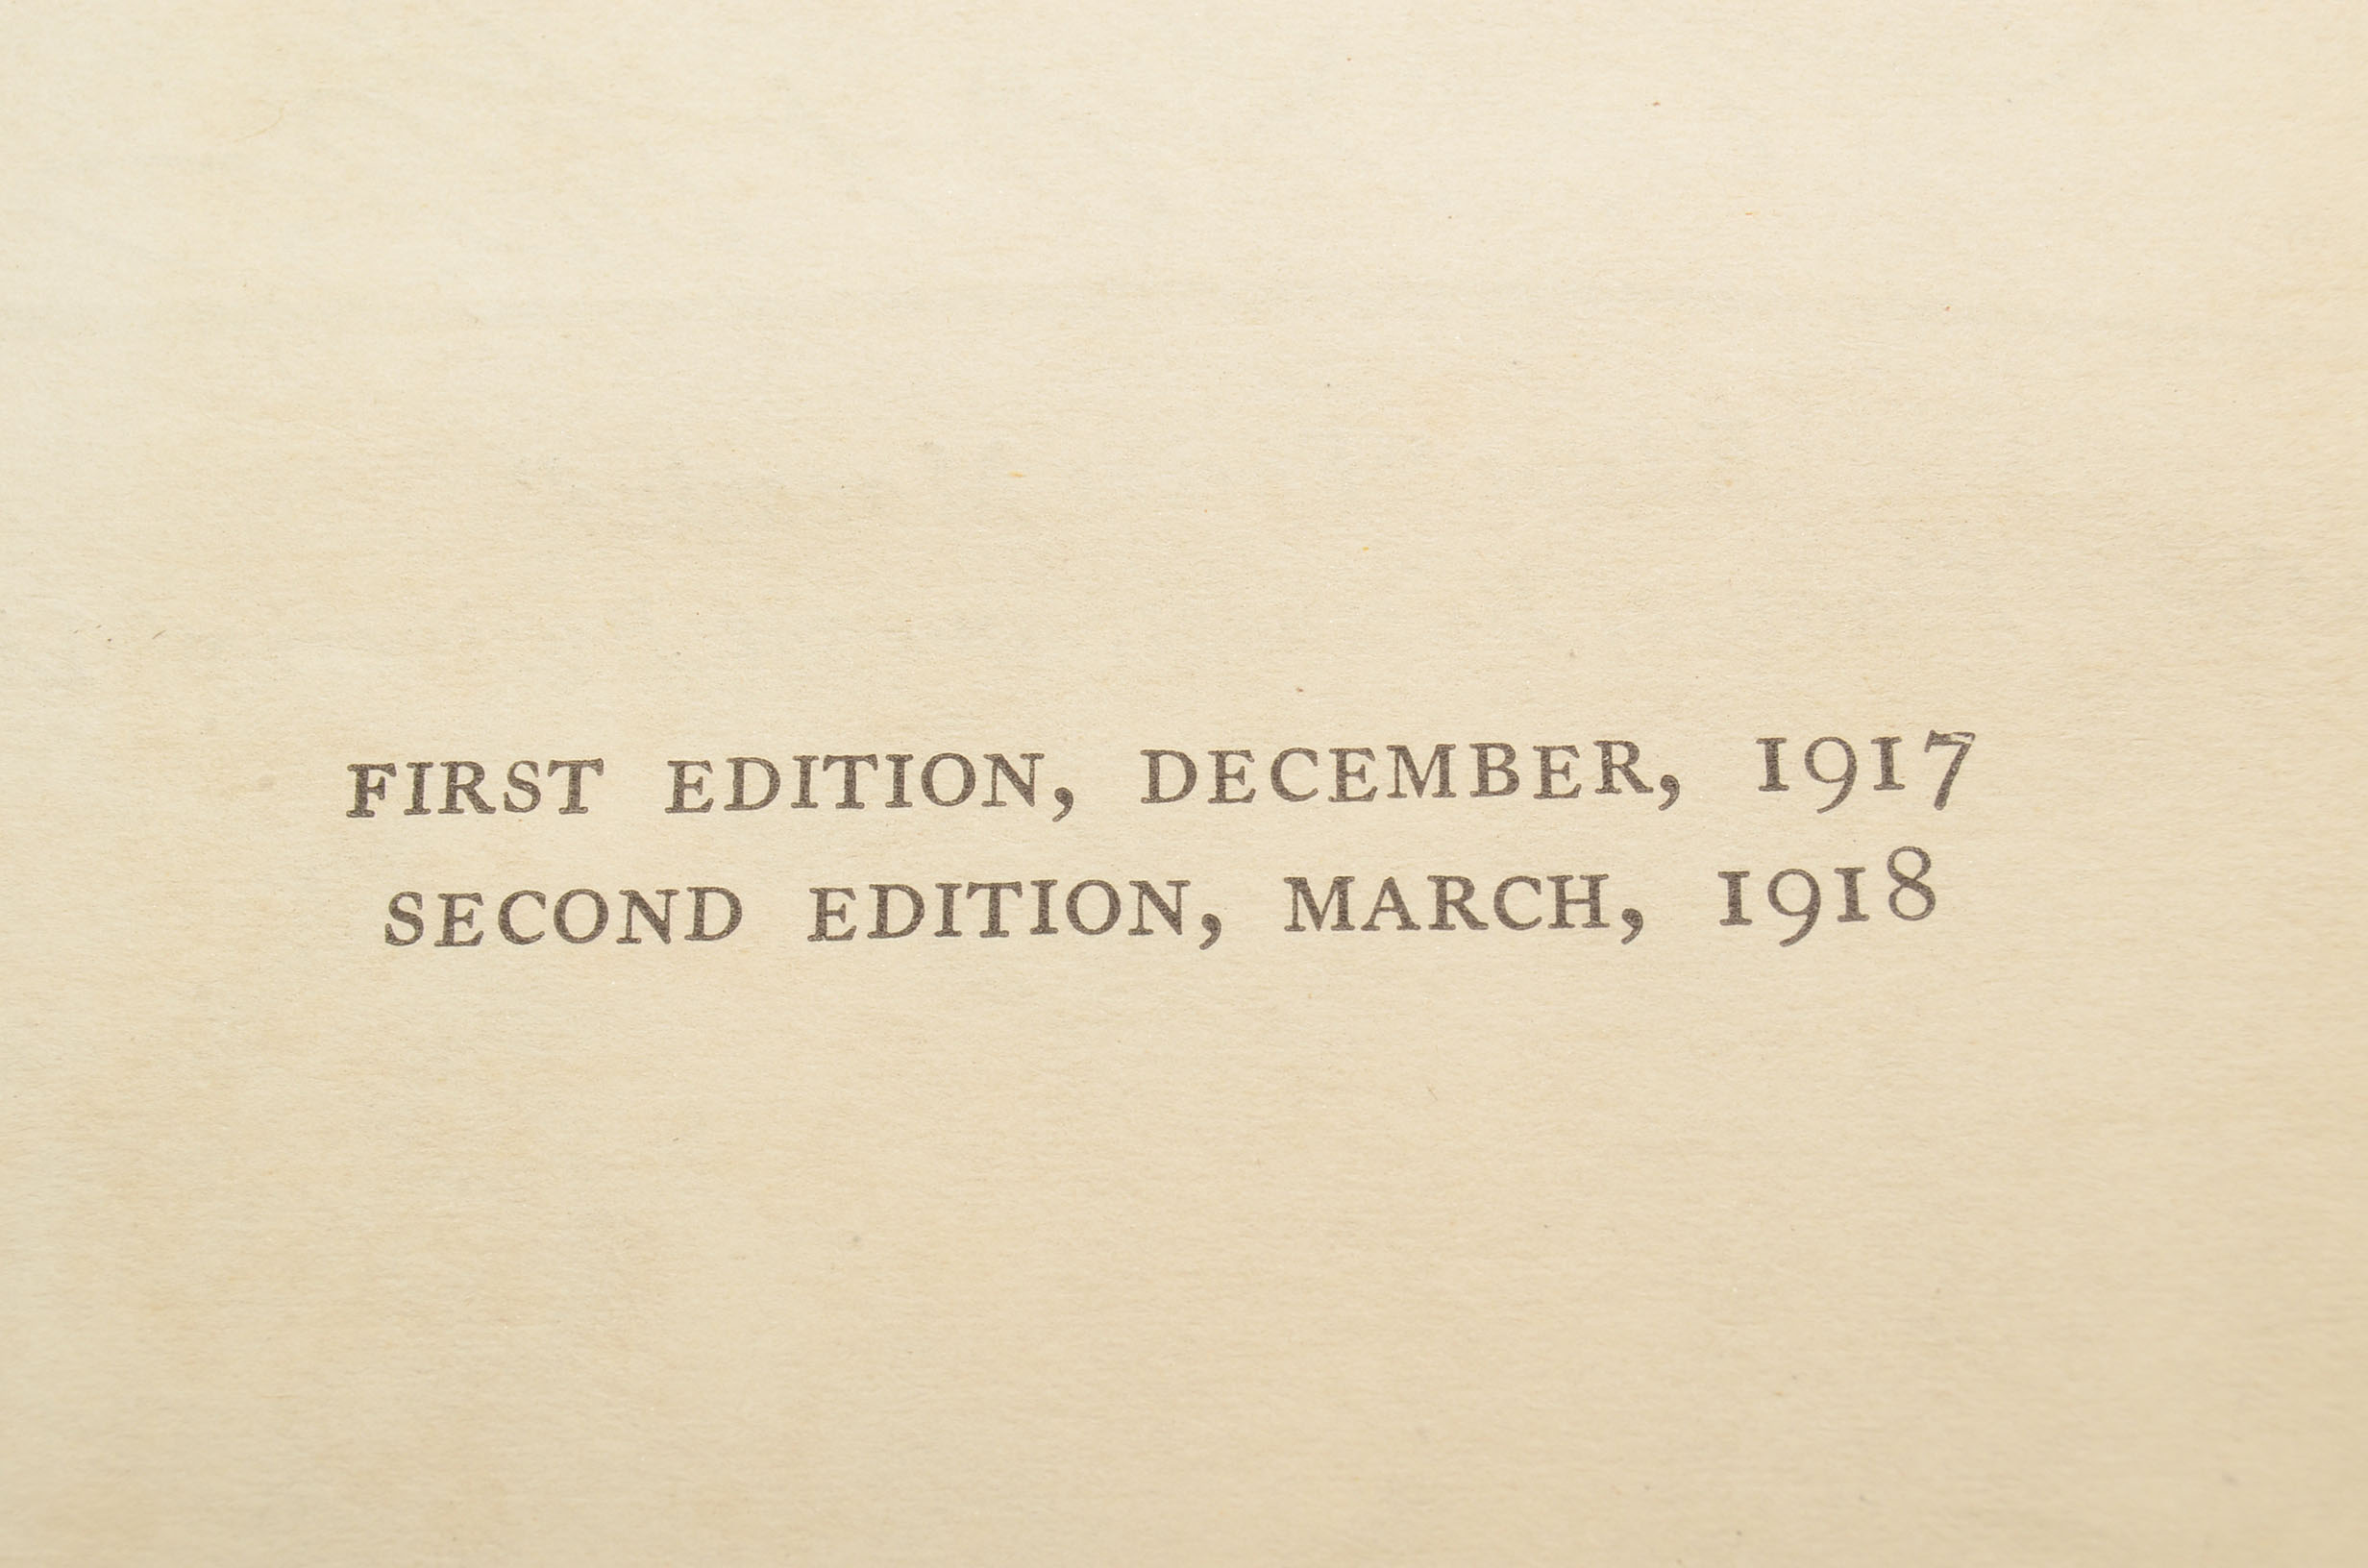 FIRST EDITION, DECEMBER, 1917
SECOND EDITION, MARCH, 1918